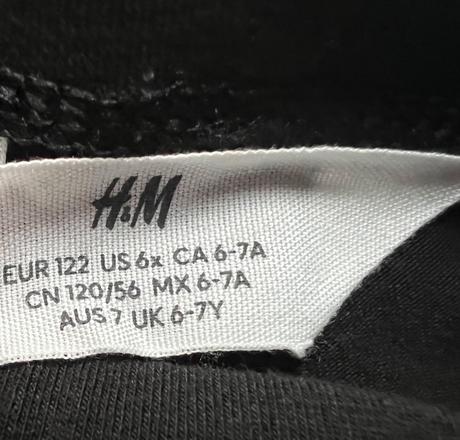 H&M
EUR 122 US 6x CA 6-7A
CN 120/56 MX 6-7A
AUS 7 UK 6-7Y